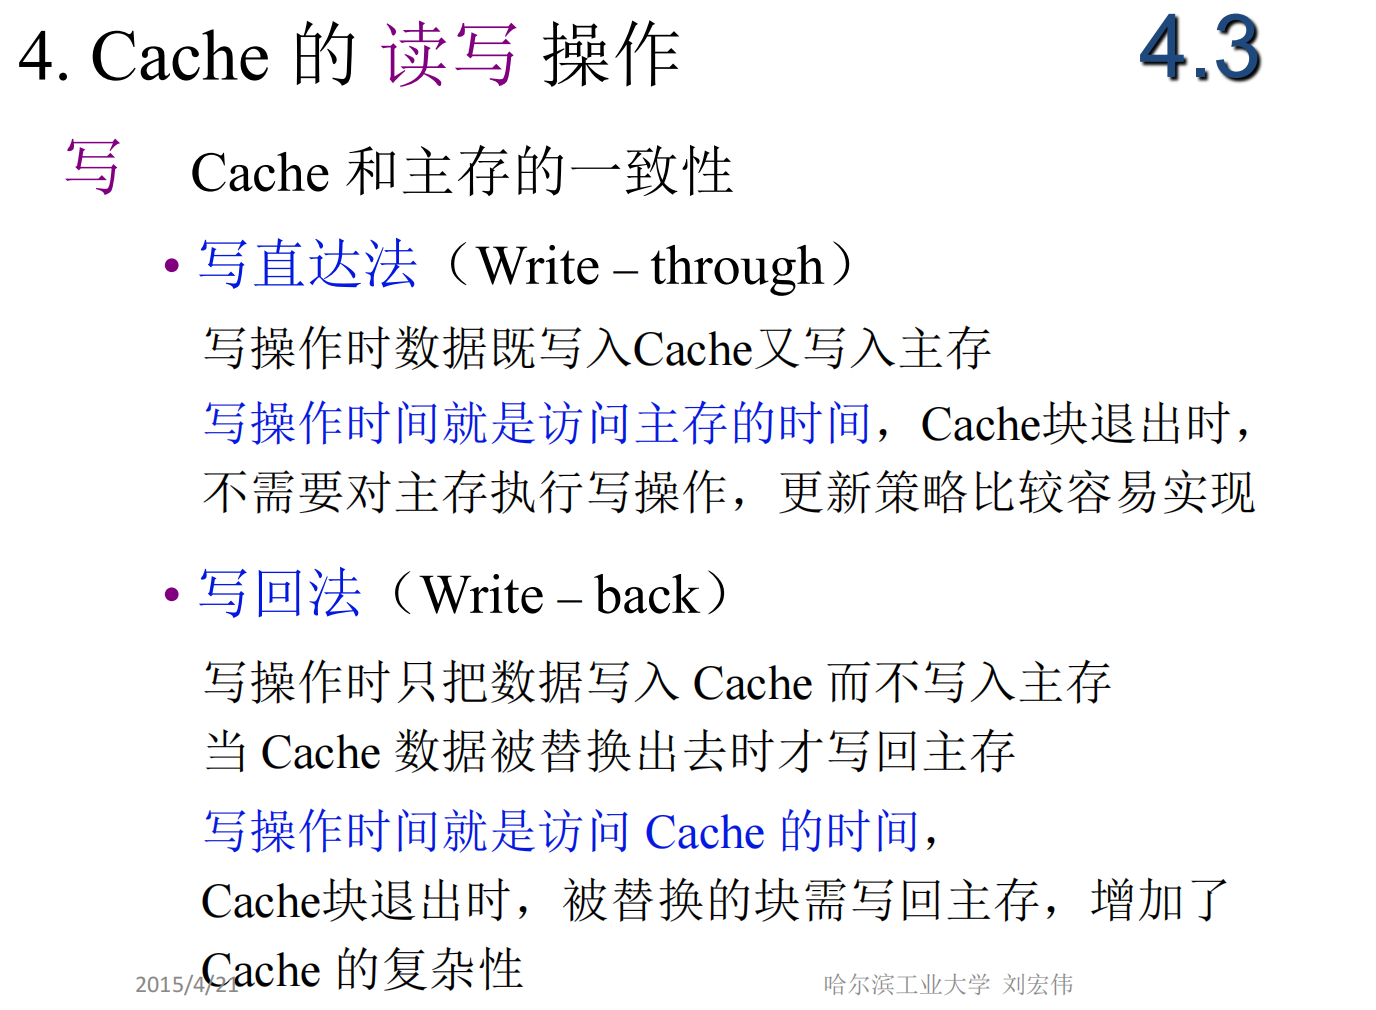 4. Cache 的 读写 操作
4.3
写 Cache 和主存的一致性
• 写直达法（Write – through）
写操作时数据既写入Cache又写入主存
写操作时间就是访问主存的时间，Cache块退出时，
不需要对主存执行写操作，更新策略比较容易实现
• 写回法（Write – back）
写操作时只把数据写入 Cache 而不写入主存
当 Cache 数据被替换出去时才写回主存
写操作时间就是访问 Cache 的时间，
Cache块退出时，被替换的块需写回主存，增加了
Cache 的复杂性
2015/4/21
哈尔滨工业大学 刘宏伟